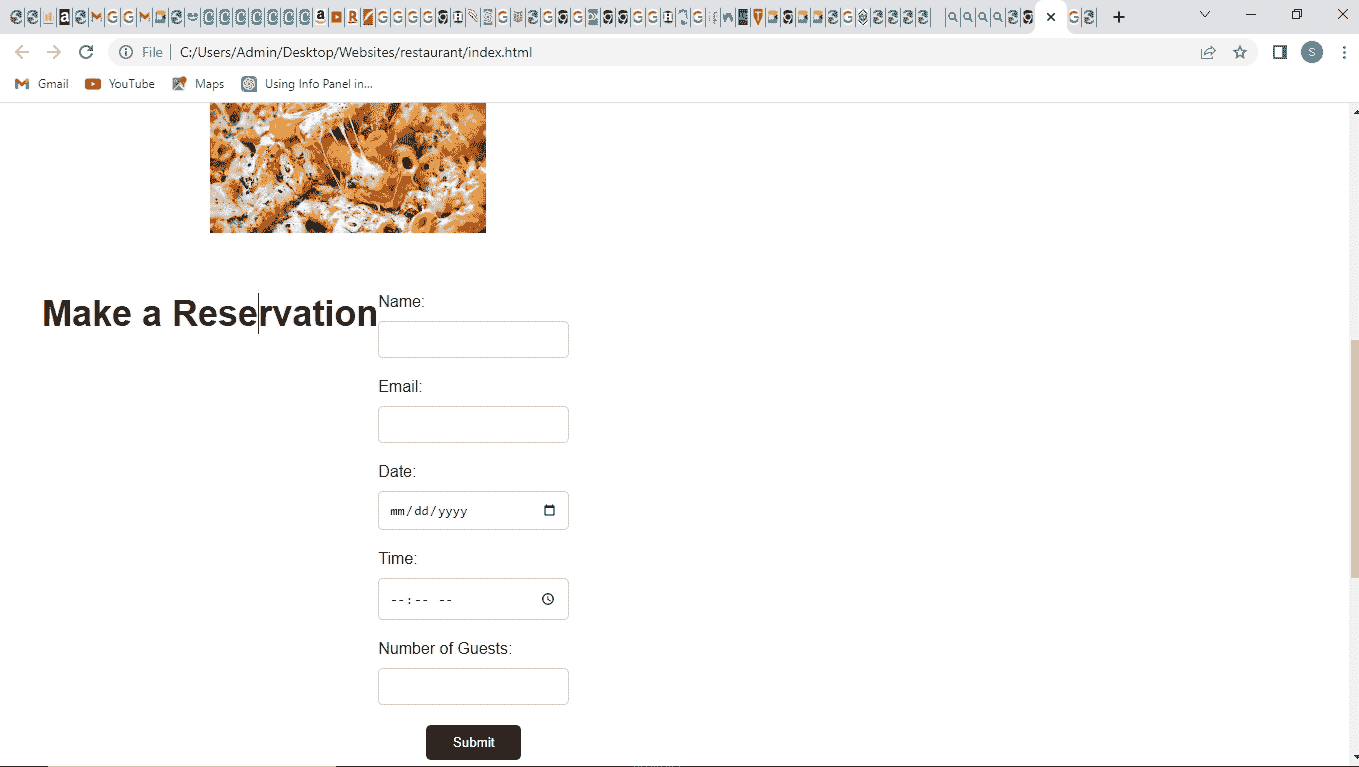 File C:/Users/Admin/Desktop/Websites/restaurant/index.html
S
Gmail YouTube Maps Using Info Panel in...
Make a Reservation
Name:
Email:
Date:
mm/dd/yyyy
Time:
--:-- --
Number of Guests:
Submit